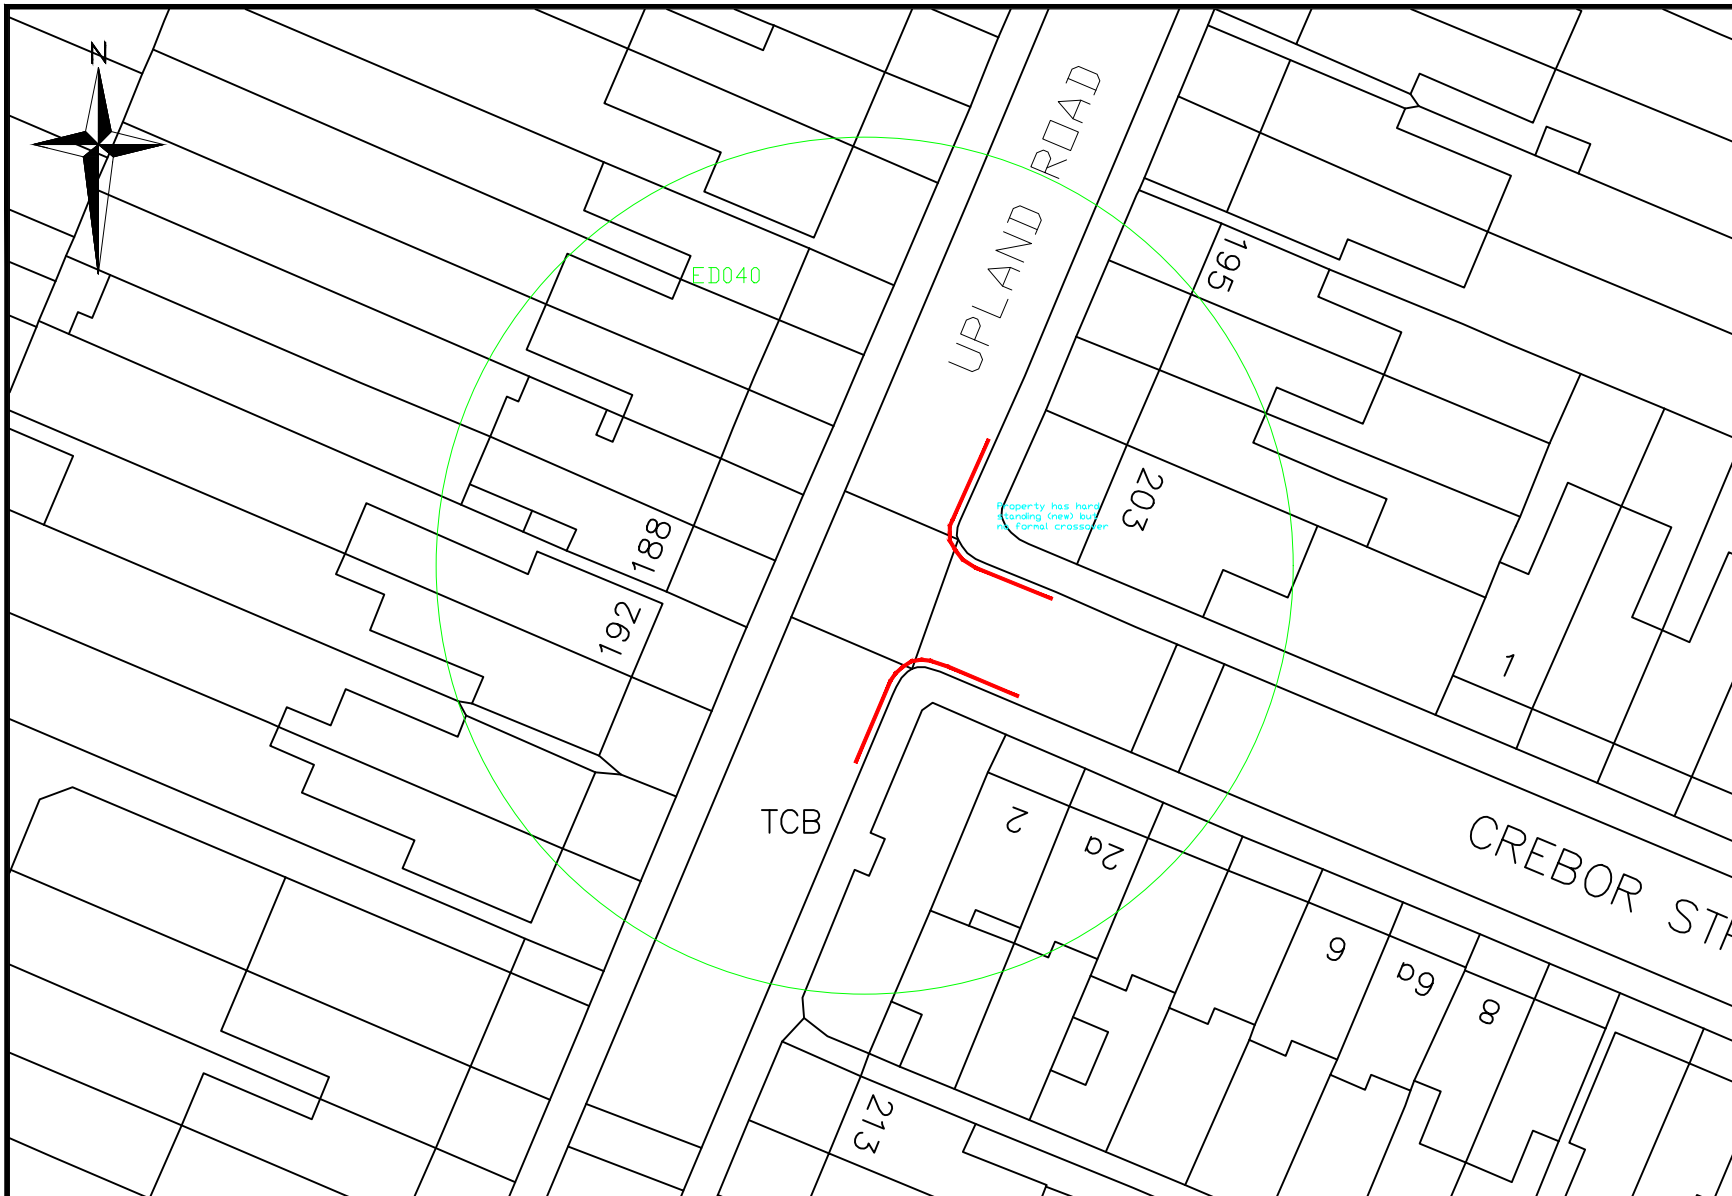 N
UPLAND ROAD
ED040
195
203
Property has hard
standing (new) but
no formal crossover
188
192
1
TCB
2
2a
CREBOR STR
6
6a
8
213